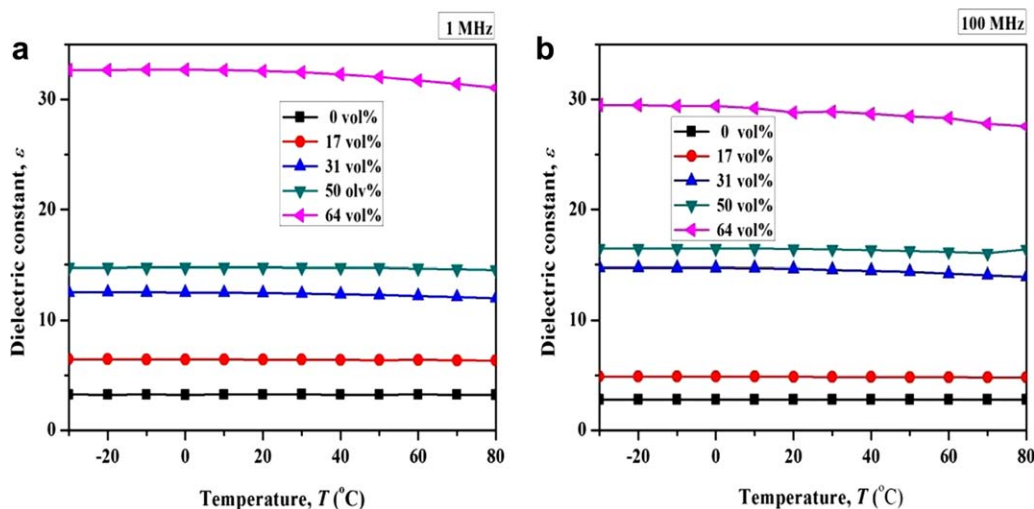 a
1 MHz
Dielectric constant, ε
30
20
10
0
0 vol%
17 vol%
31 vol%
50 olv%
64 vol%
-20
0
20
40
60
80
Temperature, T (°C)
b
100 MHz
Dielectric constant, ε
30
20
10
0
0 vol%
17 vol%
31 vol%
50 vol%
64 vol%
-20
0
20
40
60
80
Temperature, T (°C)